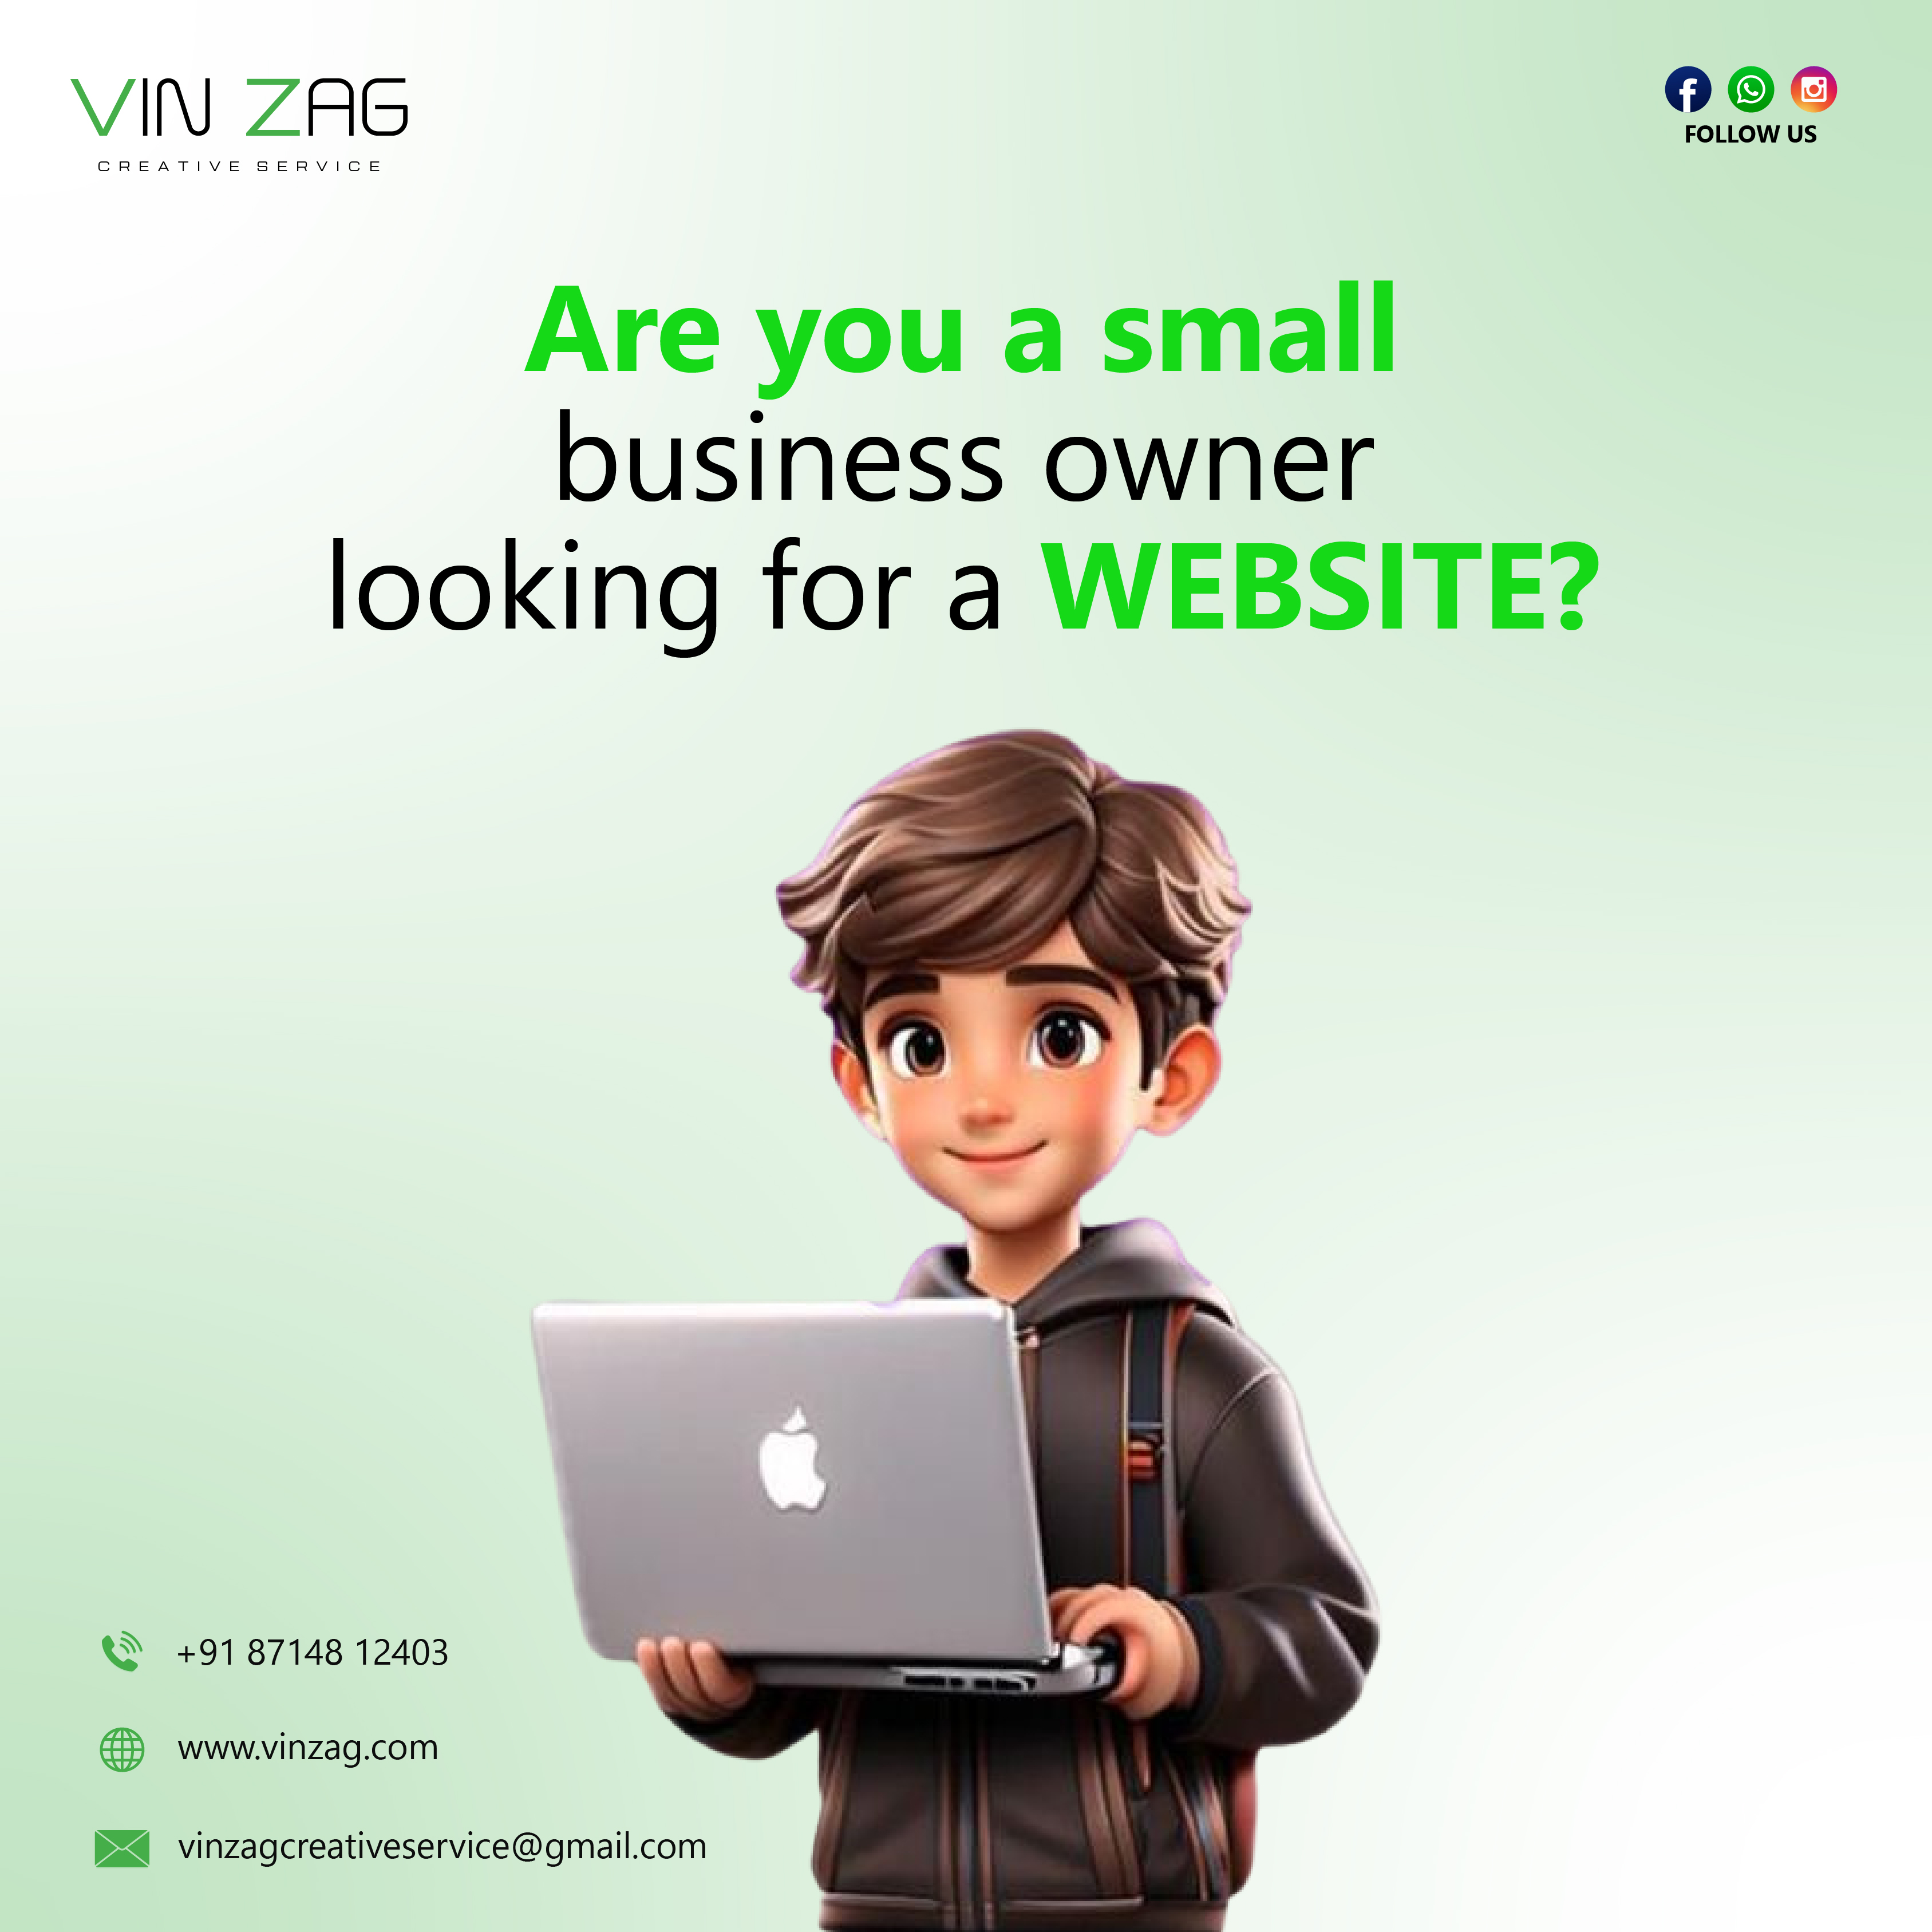 VIN ZAG
CREATIVE SERVICE
FOLLOW US
Are you a small
business owner
looking for a WEBSITE?
+91 87148 12403
www.vinzag.com
vinzagcreativeservice@gmail.com